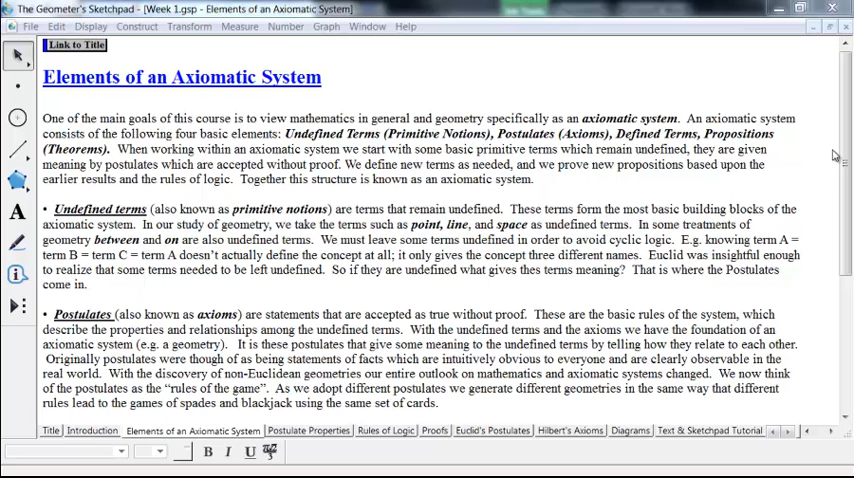 The Geometer's Sketchpad - [Week 1.gsp - Elements of an Axiomatic System]
File Edit Display Construct Transform Measure Number Graph Window Help
Link to Title
Elements of an Axiomatic System
One of the main goals of this course is to view mathematics in general and geometry specifically as an axiomatic system. An axiomatic system
consists of the following four basic elements: Undefined Terms (Primitive Notions), Postulates (Axioms), Defined Terms, Propositions
(Theorems). When working within an axiomatic system we start with some basic primitive terms which remain undefined, they are given
meaning by postulates which are accepted without proof. We define new terms as needed, and we prove new propositions based upon the
earlier results and the rules of logic. Together this structure is known as an axiomatic system.
• Undefined terms (also known as primitive notions) are terms that remain undefined. These terms form the most basic building blocks of the
axiomatic system. In our study of geometry, we take the terms such as point, line, and space as undefined terms. In some treatments of
geometry between and on are also undefined terms. We must leave some terms undefined in order to avoid cyclic logic. E.g. knowing term A =
term B = term C = term A doesn't actually define the concept at all; it only gives the concept three different names. Euclid was insightful enough
to realize that some terms needed to be left undefined. So if they are undefined what gives thes terms meaning? That is where the Postulates
come in.
• Postulates (also known as axioms) are statements that are accepted as true without proof. These are the basic rules of the system, which
describe the properties and relationships among the undefined terms. With the undefined terms and the axioms we have the foundation of an
axiomatic system (e.g. a geometry). It is these postulates that give some meaning to the undefined terms by telling how they relate to each other.
Originally postulates were though of as being statements of facts which are intuitively obvious to everyone and are clearly observable in the
real world. With the discovery of non-Euclidean geometries our entire outlook on mathematics and axiomatic systems changed. We now think
of the postulates as the “rules of the game”. As we adopt different postulates we generate different geometries in the same way that different
rules lead to the games of spades and blackjack using the same set of cards.
Title Introduction Elements of an Axiomatic System Postulate Properties Rules of Logic Proofs Euclid's Postulates Hilbert's Axioms Diagrams Text & Sketchpad Tutorial
B I U